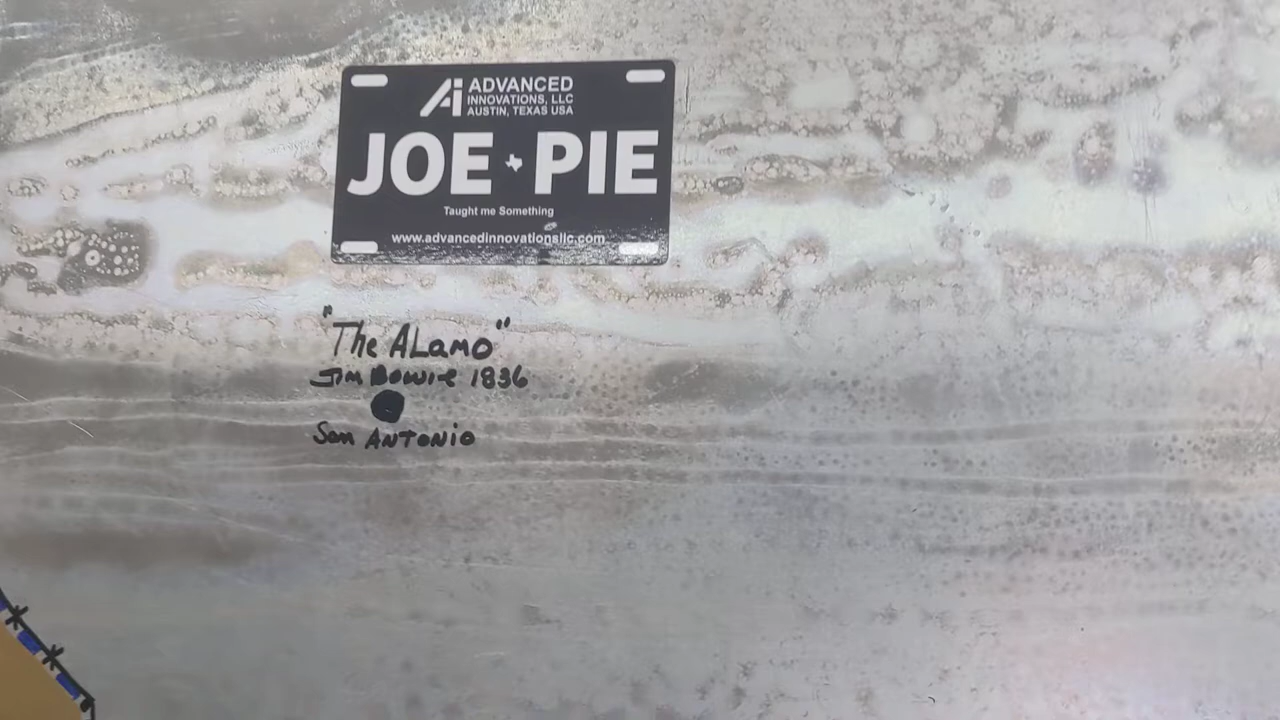 Ai ADVANCED
INNOVATIONS, LLC
AUSTIN, TEXAS USA
JOE PIE
Taught me Something
www.advancedinnovationsllc.com
"The ALamo"
Jim Bowie 1836
San ANTONIO